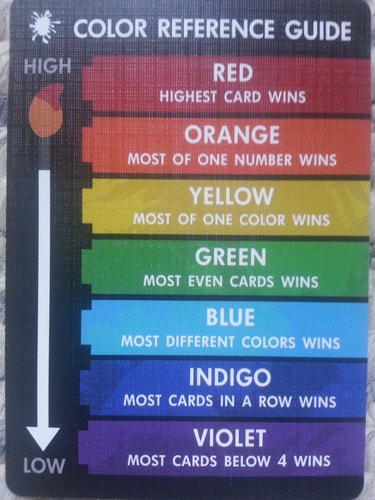 COLOR REFERENCE GUIDE
HIGH
RED
HIGHEST CARD WINS
ORANGE
MOST OF ONE NUMBER WINS
YELLOW
MOST OF ONE COLOR WINS
GREEN
MOST EVEN CARDS WINS
BLUE
MOST DIFFERENT COLORS WINS
INDIGO
MOST CARDS IN A ROW WINS
VIOLET
MOST CARDS BELOW 4 WINS
LOW